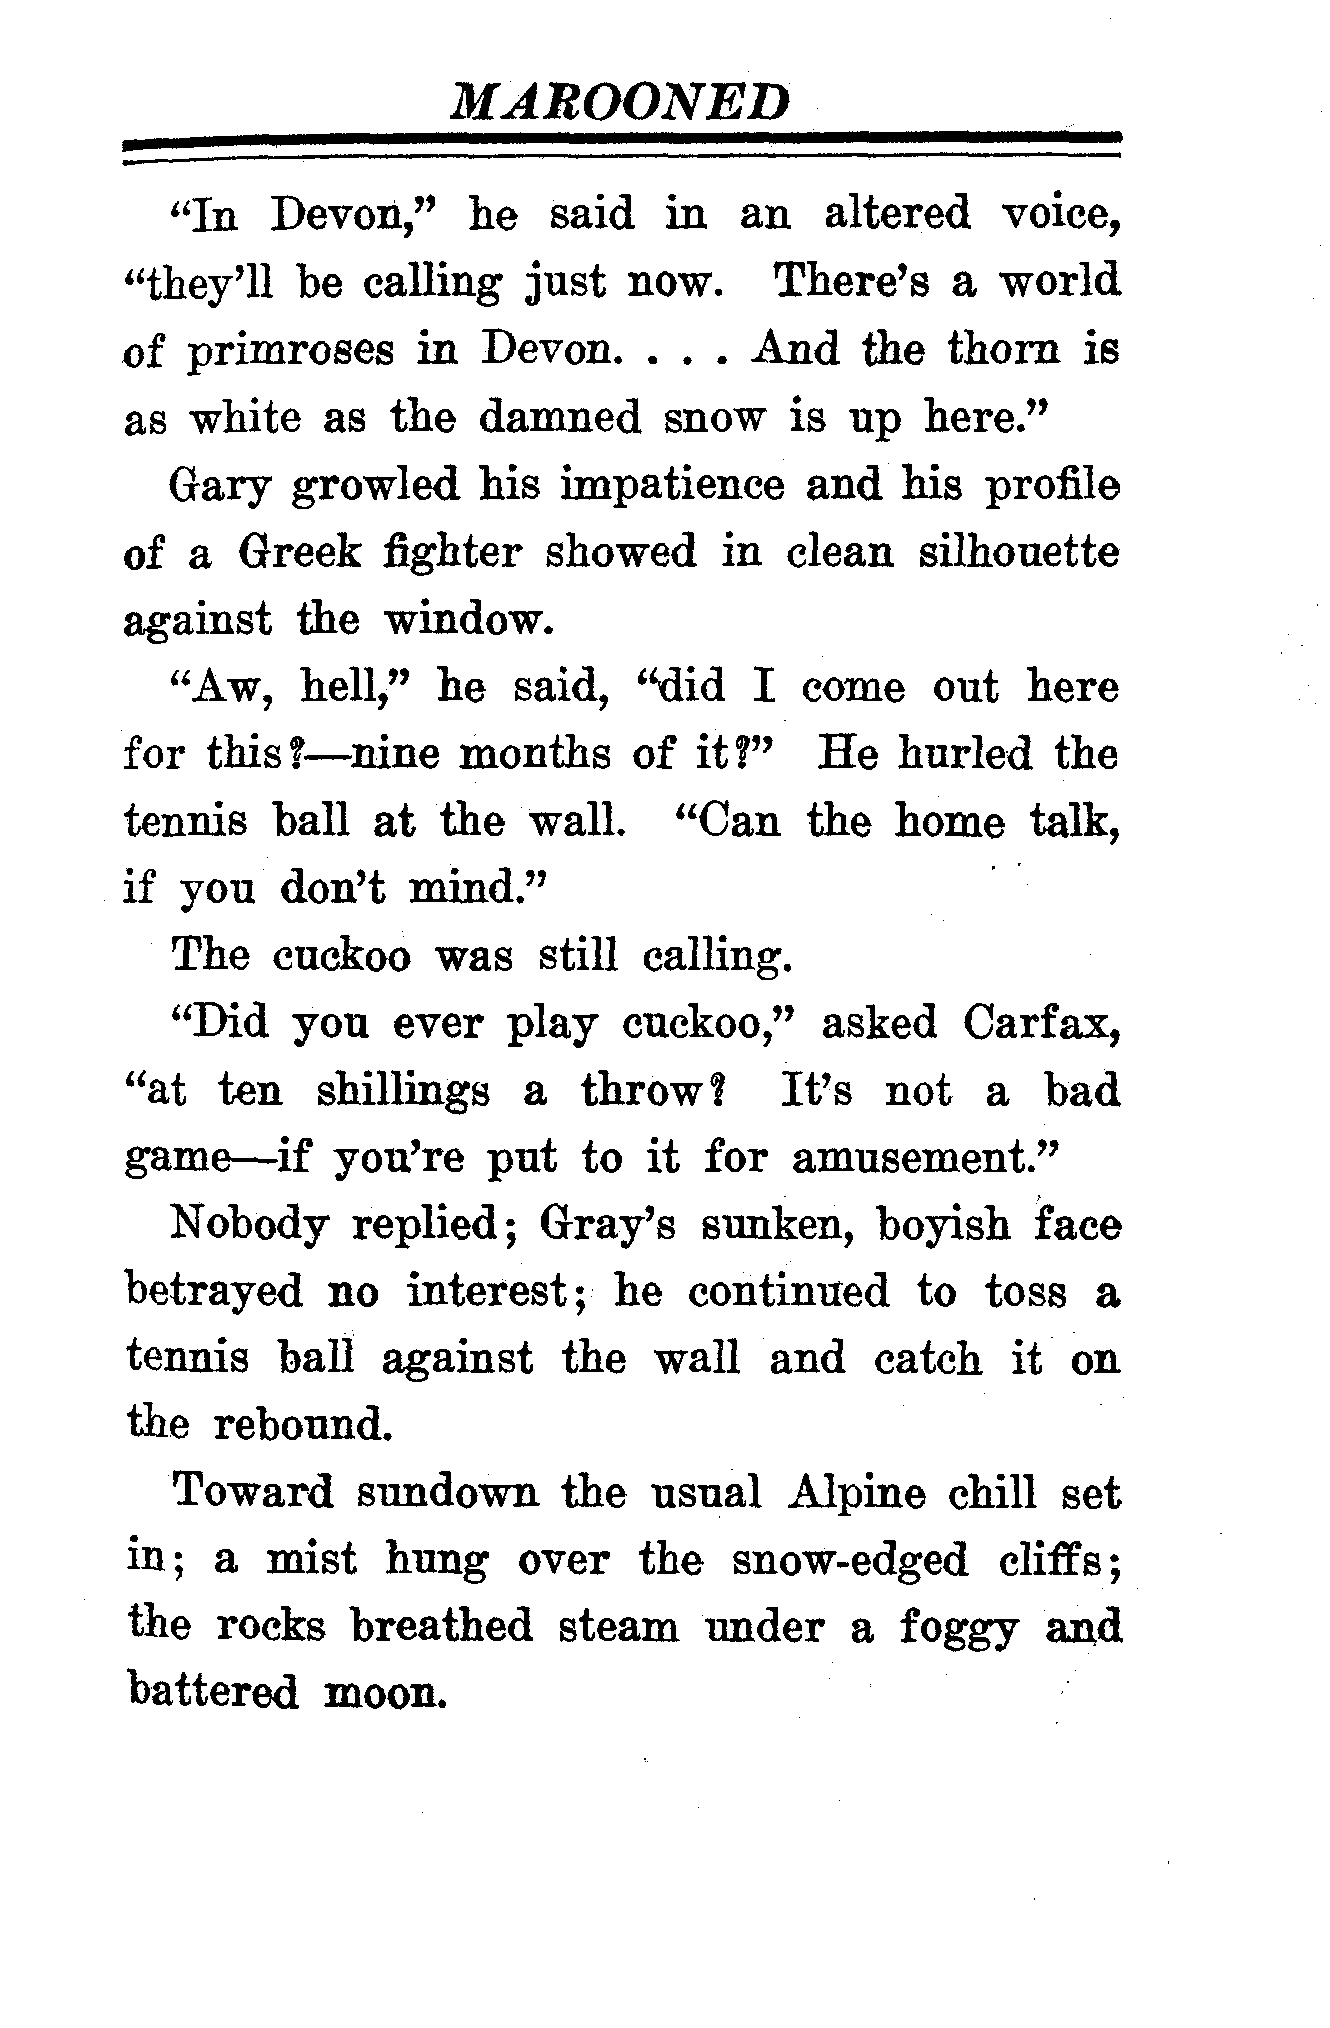 MAROONED
“In Devon,” he said in an altered voice,
“they’ll be calling just now. There’s a world
of primroses in Devon. . . . And the thorn is
as white as the damned snow is up here.”
Gary growled his impatience and his profile
of a Greek fighter showed in clean silhouette
against the window.
“Aw, hell,” he said, “did I come out here
for this?—nine months of it?” He hurled the
tennis ball at the wall. “Can the home talk,
if you don’t mind.”
The cuckoo was still calling.
“Did you ever play cuckoo,” asked Carfax,
“at ten shillings a throw? It’s not a bad
game—if you’re put to it for amusement.”
Nobody replied; Gray’s sunken, boyish face
betrayed no interest; he continued to toss a
tennis ball against the wall and catch it on
the rebound.
Toward sundown the usual Alpine chill set
in; a mist hung over the snow-edged cliffs;
the rocks breathed steam under a foggy and
battered moon.